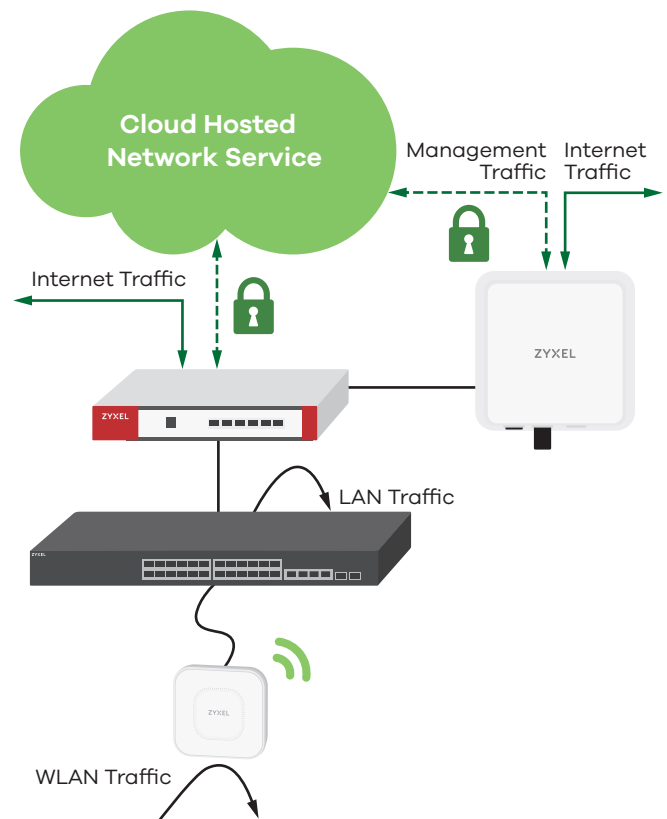 Cloud Hosted
Network Service
Management
Traffic
Internet
Traffic
Internet Traffic
ZYXEL
ZYXEL
LAN Traffic
ZYXEL
ZYXEL
WLAN Traffic